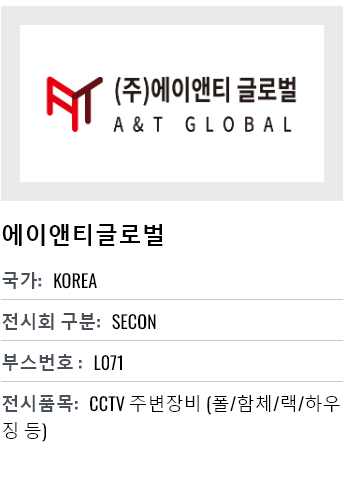 (주)에이앤티 글로벌
A&T GLOBAL
에이앤티글로벌
국가: KOREA
전시회 구분: SECON
부스번호 : L071
전시품목: CCTV 주변장비 (폴/함체/랙/하우
징 등)